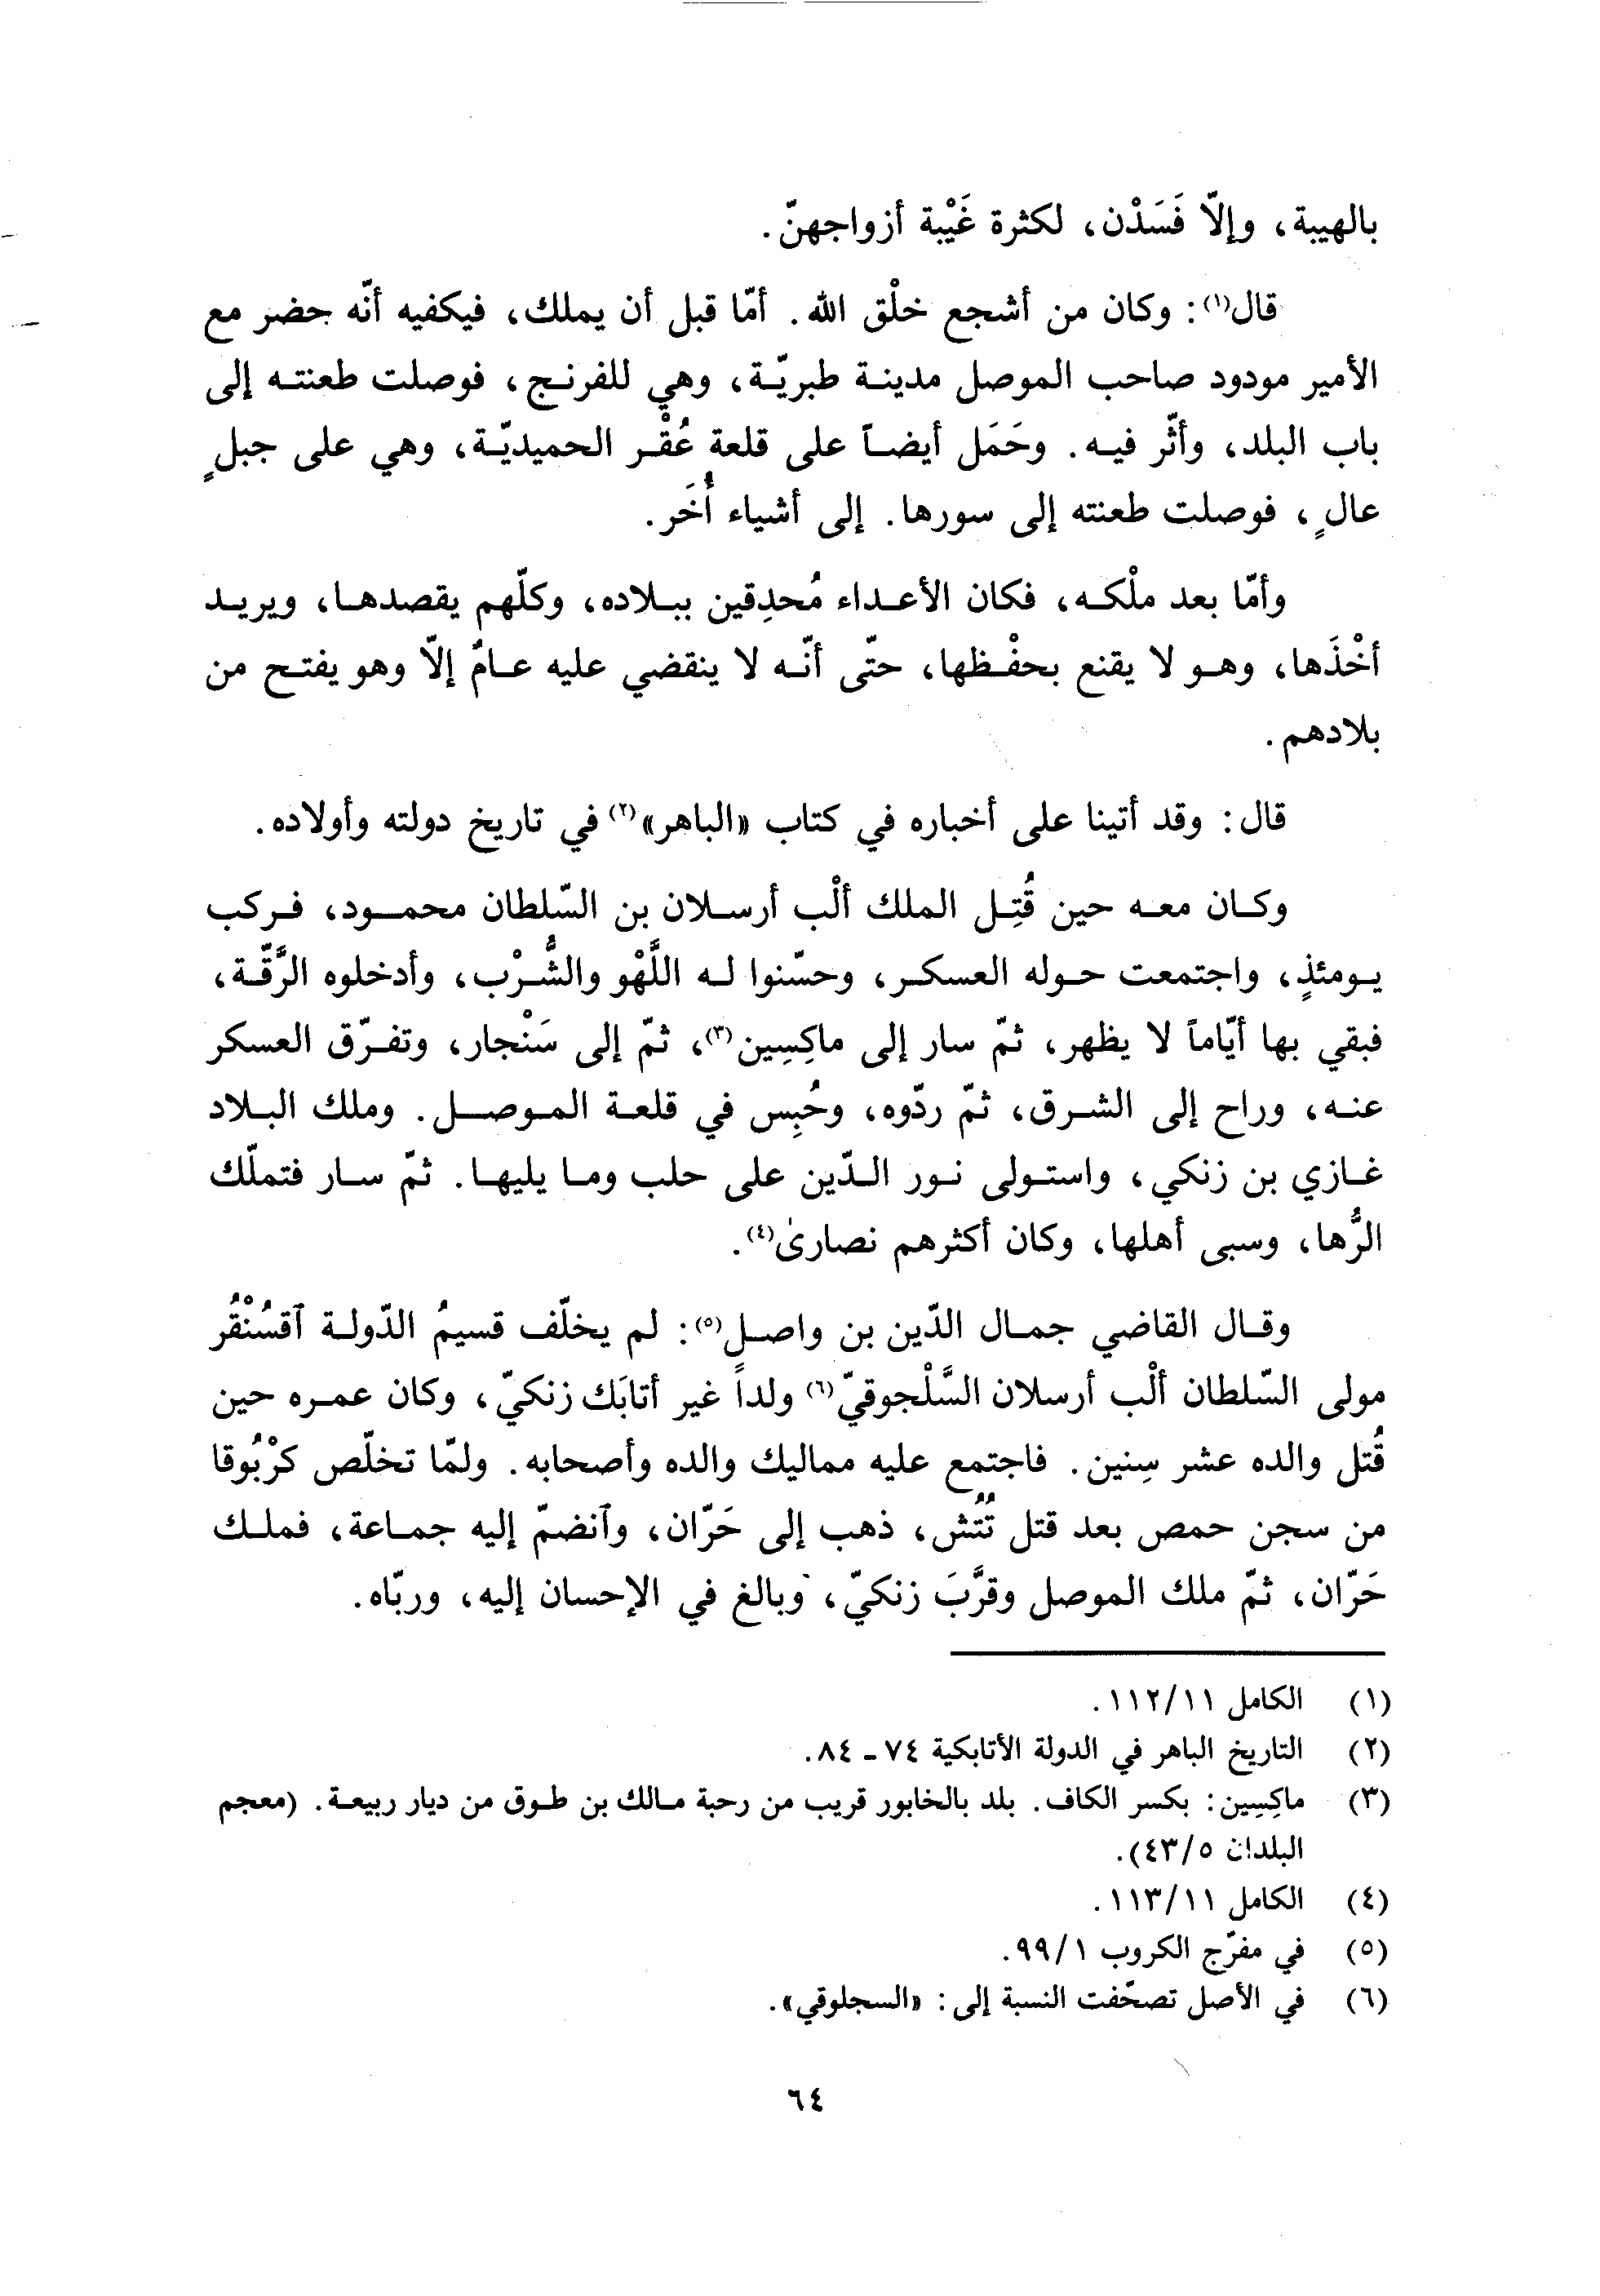 بالهيبة، وإلّا فَسَدْن، لكثرة غَيْبة أزواجهنّ.
قال(١): وكان من أشجع خلْق الله. أمّا قبل أن يملك، فيكفيه أنّه حضر مع
الأمير مودود صاحب الموصل مدينة طبريّة، وهي للفرنج، فوصلت طعنته إلى
باب البلد، وأثّر فيه. وحَمَل أيضاً على قلعة عُقْر الحميديّة، وهي على جبلٍ
عالٍ، فوصلت طعنته إلى سورها. إلى أشياء أُخَر.
وأمّا بعد ملْكه، فكان الأعداء مُحدِقين ببلاده، وكلّهم يقصدها، ويريد
أخْذَها، وهو لا يقنع بحفْظها، حتّى أنّه لا ينقضي عليه عامٌ إلّا وهو يفتح من
بلادهم.
قال: وقد أتينا على أخباره في كتاب «الباهر»(٢) في تاريخ دولته وأولاده.
وكان معه حين قُتِل الملك ألْب أرسلان بن السّلطان محمود، فركب
يومئذٍ، واجتمعت حوله العسكر، وحسّنوا له اللَّهْو والشُّرْب، وأدخلوه الرَّقّة،
فبقي بها أيّاماً لا يظهر، ثمّ سار إلى ماكِسِين(٣)، ثمّ إلى سَنْجار، وتفرّق العسكر
عنه، وراح إلى الشرق، ثمّ ردّوه، وحُبِس في قلعة الموصل. وملك البلاد
غازي بن زنكي، واستولى نور الدّين على حلب وما يليها. ثمّ سار فتملّك
الرُّها، وسبى أهلها، وكان أكثرهم نصارىٰ(٤).
وقال القاضي جمال الدّين بن واصل(٥): لم يخلّف قسيمُ الدّولة آقسُنْقُر
مولى السّلطان ألْب أرسلان السَّلْجوقيّ(٦) ولداً غير أتابَك زنكيّ، وكان عمره حين
قُتل والده عشر سِنين. فاجتمع عليه مماليك والده وأصحابه. ولمّا تخلّص كرْبُوقا
من سجن حمص بعد قتل تُتُش، ذهب إلى حَرّان، وٱنضمّ إليه جماعة، فملك
حَرّان، ثمّ ملك الموصل وقرَّبَ زنكيّ، وبالغ في الإحسان إليه، وربّاه.
(١) الكامل ١١٢/١١.
(٢) التاريخ الباهر في الدولة الأتابكية ٧٤ - ٨٤.
(٣) ماكِسِين: بكسر الكاف. بلد بالخابور قريب من رحبة مالك بن طوق من ديار ربيعة. (معجم
البلدان ٤٣/٥).
(٤) الكامل ١١٣/١١.
(٥) في مفرّج الكروب ٩٩/١.
(٦) في الأصل تصحّفت النسبة إلى: «السجلوقي».
٦٤